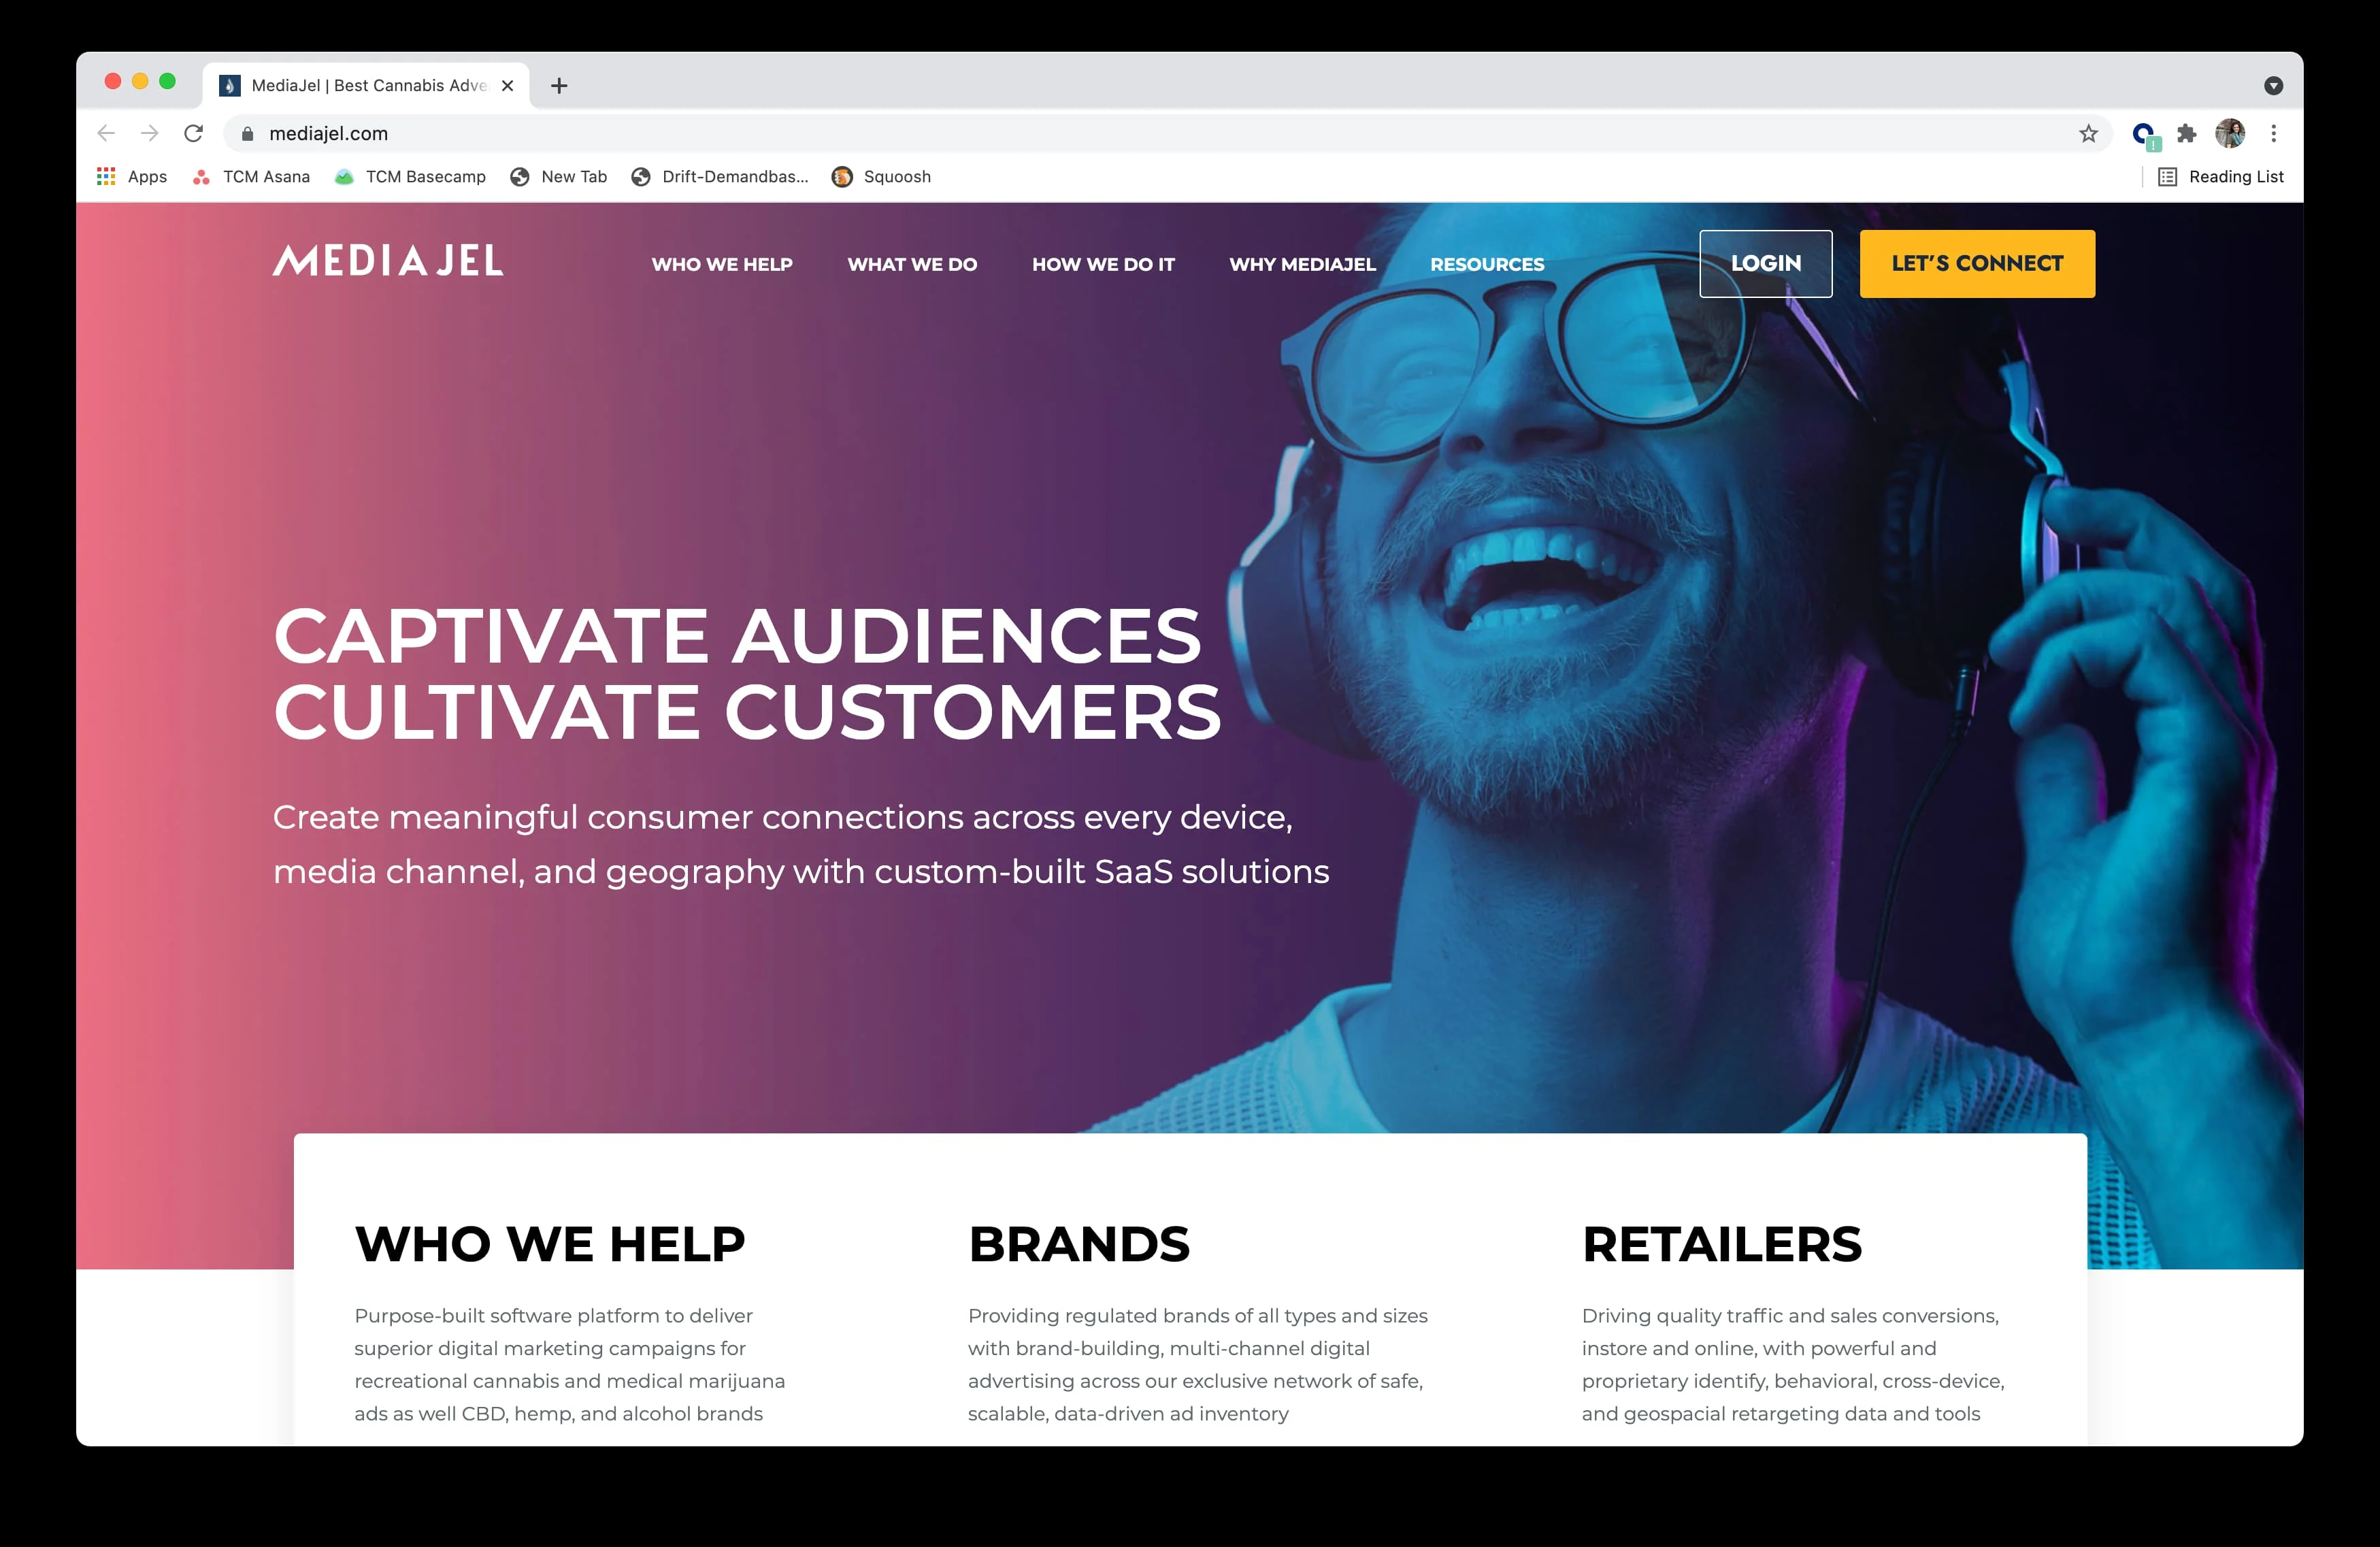 MediaJel | Best Cannabis Adve
mediajel.com
Apps TCM Asana TCM Basecamp New Tab Drift-Demandbas... Squoosh Reading List
MEDIAJEL WHO WE HELP WHAT WE DO HOW WE DO IT WHY MEDIAJEL RESOURCES LOGIN LET'S CONNECT
CAPTIVATE AUDIENCES
CULTIVATE CUSTOMERS
Create meaningful consumer connections across every device,
media channel, and geography with custom-built SaaS solutions
WHO WE HELP
Purpose-built software platform to deliver
superior digital marketing campaigns for
recreational cannabis and medical marijuana
ads as well CBD, hemp, and alcohol brands
BRANDS
Providing regulated brands of all types and sizes
with brand-building, multi-channel digital
advertising across our exclusive network of safe,
scalable, data-driven ad inventory
RETAILERS
Driving quality traffic and sales conversions,
instore and online, with powerful and
proprietary identify, behavioral, cross-device,
and geospacial retargeting data and tools